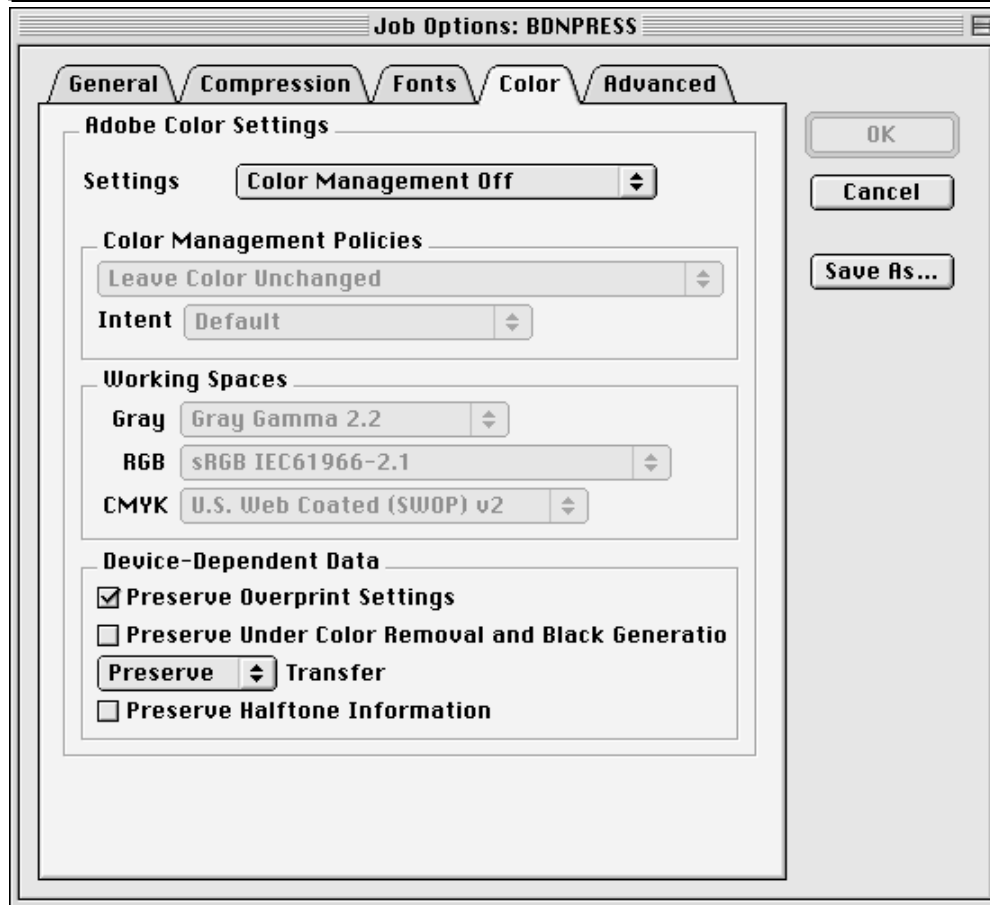 Job Options: BDNPRESS
General Compression Fonts Color Advanced
Adobe Color Settings
OK
Settings Color Management Off
Cancel
Color Management Policies
Leave Color Unchanged
Save As...
Intent Default
Working Spaces
Gray Gray Gamma 2.2
RGB sRGB IEC61966-2.1
CMYK U.S. Web Coated (SWOP) v2
Device-Dependent Data
Preserve Overprint Settings
Preserve Under Color Removal and Black Generatio
Preserve Transfer
Preserve Halftone Information